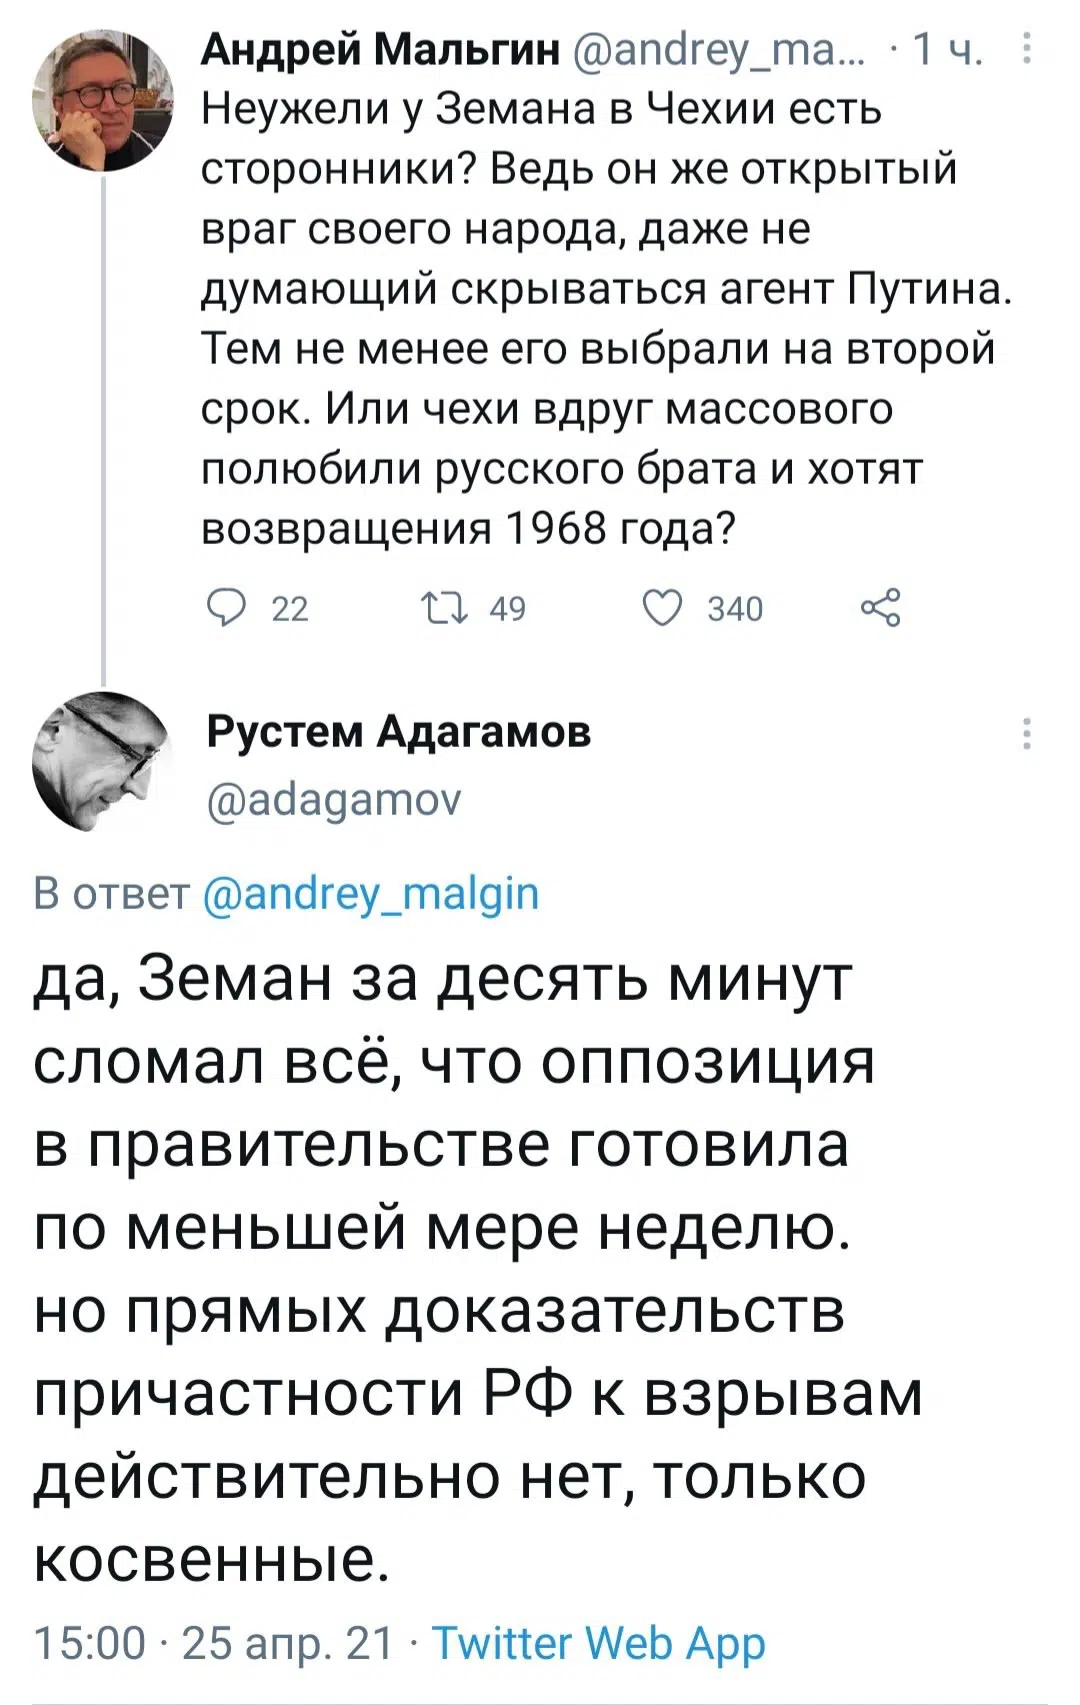 Андрей Мальгин @andrey_ma... · 1 ч.
Неужели у Земана в Чехии есть
сторонники? Ведь он же открытый
враг своего народа, даже не
думающий скрываться агент Путина.
Тем не менее его выбрали на второй
срок. Или чехи вдруг массового
полюбили русского брата и хотят
возвращения 1968 года?
22 49 340
Рустем Адагамов
@adagamov
В ответ @andrey_malgin
да, Земан за десять минут
сломал всё, что оппозиция
в правительстве готовила
по меньшей мере неделю.
но прямых доказательств
причастности РФ к взрывам
действительно нет, только
косвенные.
15:00 · 25 апр. 21 · Twitter Web App